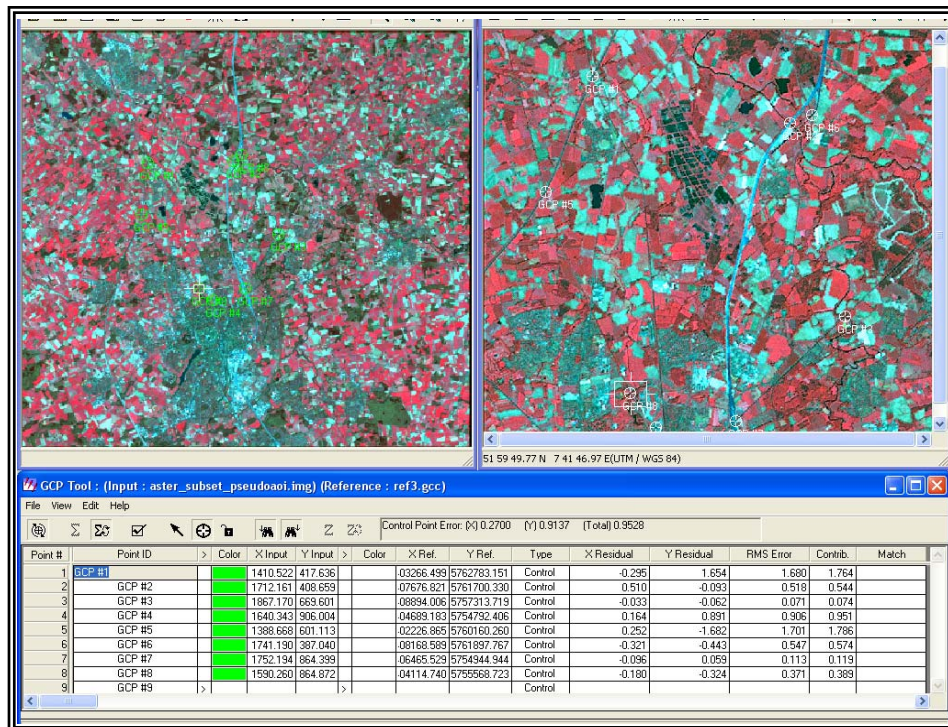 GCP #1
GCP #6
GCP #5
GCP #3
GCP #8
GCP #4
51 59 49.77 N 7 41 46.97 E(UTM / WGS 84)
GCP Tool : (Input : aster_subset_pseudoaoi.img) (Reference : ref3.gcc)
File View Edit Help
Control Point Error: (X) 0.2700 (Y) 0.9137 (Total) 0.9528
Point # Point ID > Color X Input Y Input > Color X Ref. Y Ref. Type X Residual Y Residual RMS Error Contrib. Match
1 GCP #1 1410.522 417.636 -03266.499 5762783.151 Control -0.295 1.654 1.680 1.764
2 GCP #2 1712.161 408.659 -07676.821 5761700.330 Control 0.510 -0.093 0.518 0.544
3 GCP #3 1867.170 669.601 -08894.006 5757313.719 Control -0.033 -0.062 0.071 0.074
4 GCP #4 1640.343 906.004 -04689.183 5754792.406 Control 0.164 0.891 0.906 0.951
5 GCP #5 1388.668 601.113 -02226.865 5760160.260 Control 0.252 -1.682 1.701 1.786
6 GCP #6 1741.190 387.040 -08168.589 5761897.767 Control -0.321 -0.443 0.547 0.574
7 GCP #7 1752.194 864.399 -06465.529 5754944.944 Control -0.096 0.059 0.113 0.119
8 GCP #8 1590.260 864.872 -04114.740 5755568.723 Control -0.180 -0.324 0.371 0.389
9 GCP #9 > > Control